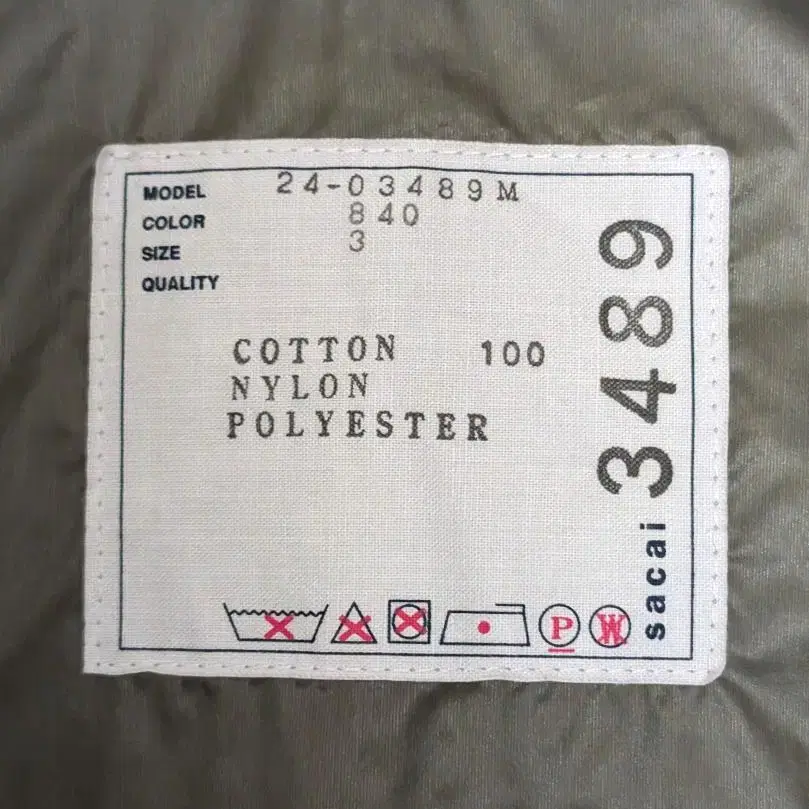 MODEL 24-03489M
COLOR 840
SIZE 3
QUALITY
COTTON 100
NYLON
POLYESTER
sacai 3489
P W